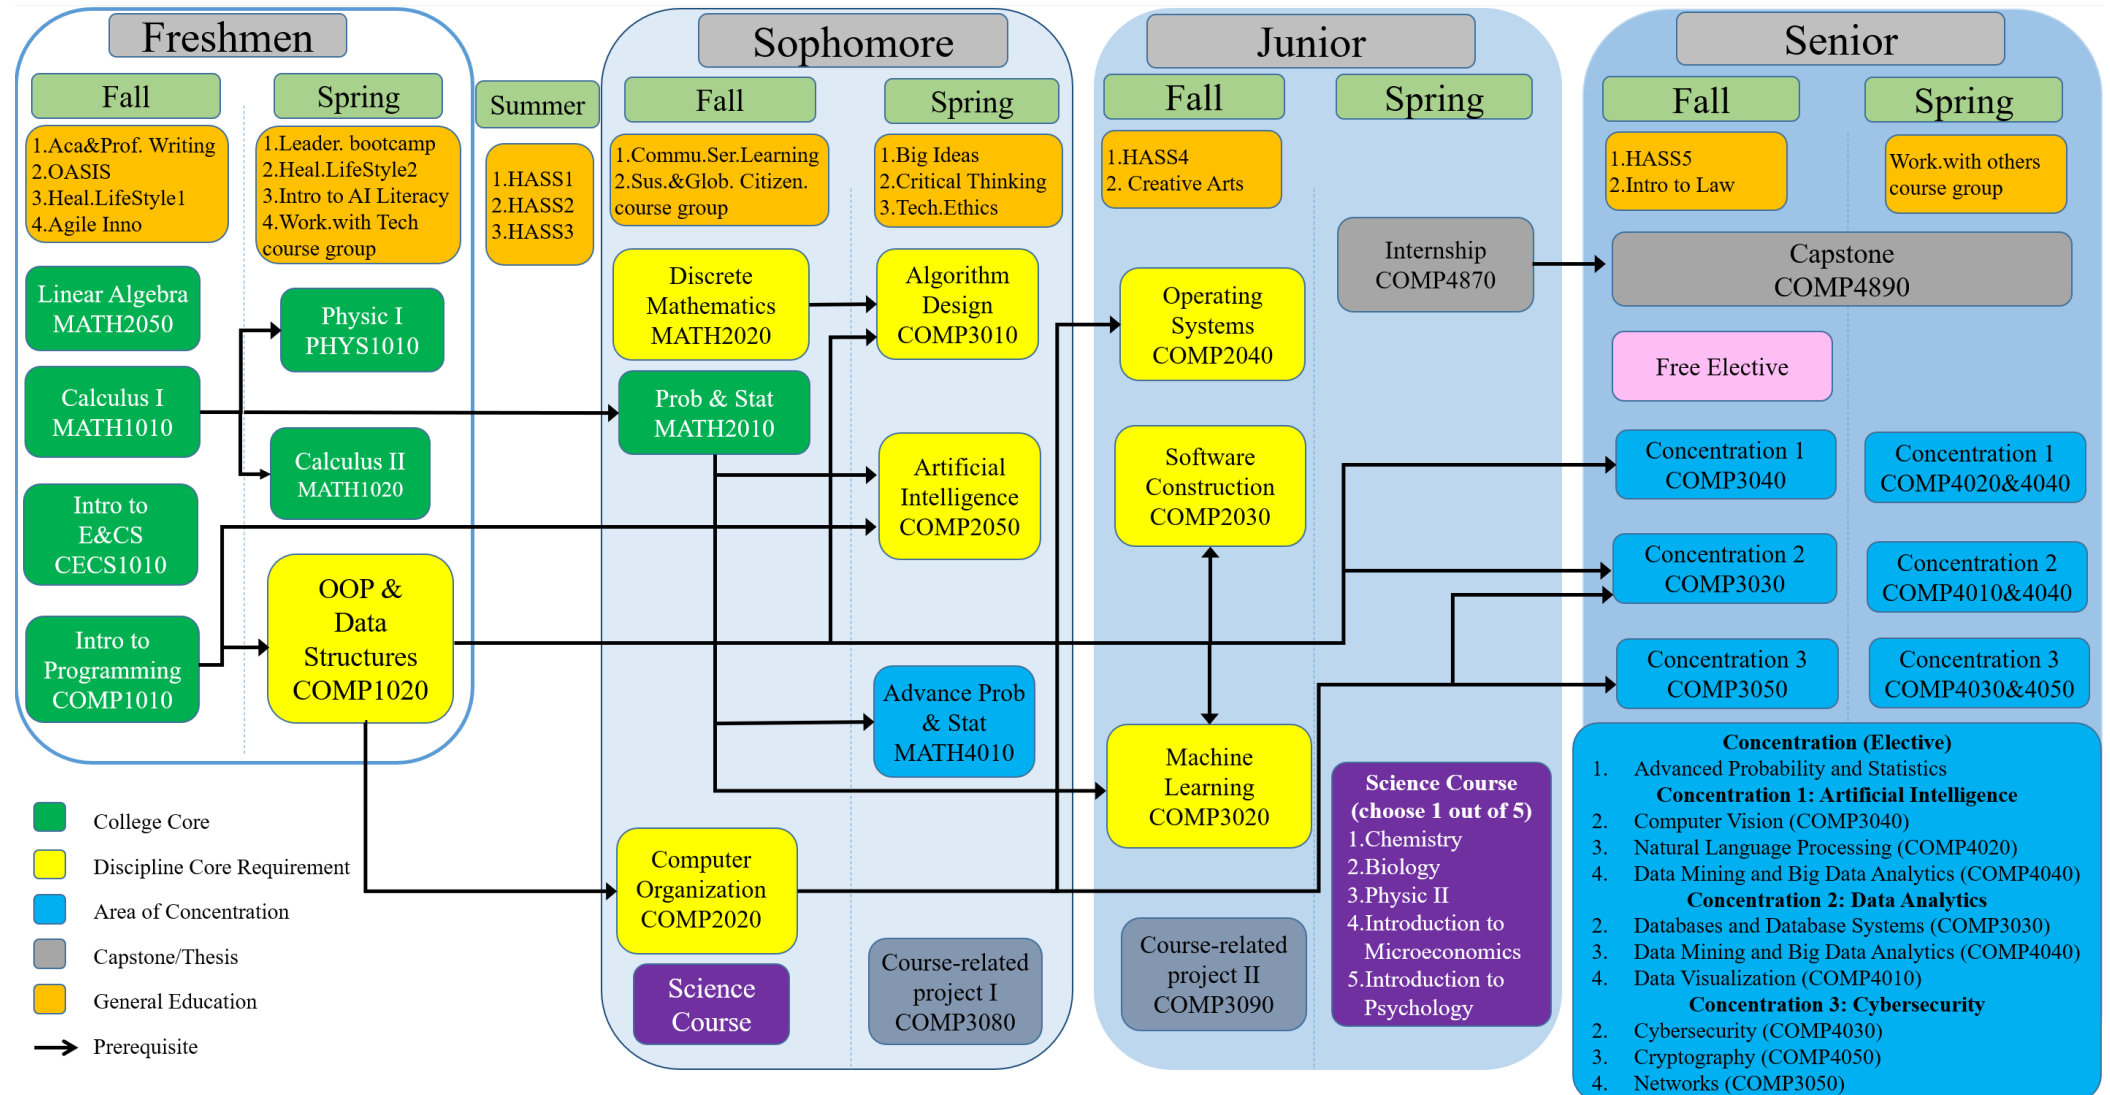 Freshmen
Fall
1.Aca&Prof. Writing
2.OASIS
3.Heal.LifeStyle1
4.Agile Inno
Linear Algebra
MATH2050
Calculus I
MATH1010
Intro to
E&CS
CECS1010
Intro to
Programming
COMP1010
Spring
1.Leader. bootcamp
2.Heal.LifeStyle2
3.Intro to AI Literacy
4.Work.with Tech
course group
Physic I
PHYS1010
Calculus II
MATH1020
OOP &
Data
Structures
COMP1020
Summer
1.HASS1
2.HASS2
3.HASS3
Sophomore
Fall
1.Commu.Ser.Learning
2.Sus.&Glob. Citizen.
course group
Discrete
Mathematics
MATH2020
Prob & Stat
MATH2010
Computer
Organization
COMP2020
Science
Course
Spring
1.Big Ideas
2.Critical Thinking
3.Tech.Ethics
Algorithm
Design
COMP3010
Artificial
Intelligence
COMP2050
Advance Prob
& Stat
MATH4010
Course-related
project I
COMP3080
Junior
Fall
1.HASS4
2. Creative Arts
Operating
Systems
COMP2040
Software
Construction
COMP2030
Machine
Learning
COMP3020
Course-related
project II
COMP3090
Spring
Internship
COMP4870
Science Course
(choose 1 out of 5)
1.Chemistry
2.Biology
3.Physic II
4.Introduction to
Microeconomics
5.Introduction to
Psychology
Senior
Fall
1.HASS5
2.Intro to Law
Spring
Work.with others
course group
Capstone
COMP4890
Free Elective
Concentration 1
COMP3040
Concentration 1
COMP4020&4040
Concentration 2
COMP3030
Concentration 2
COMP4010&4040
Concentration 3
COMP3050
Concentration 3
COMP4030&4050
Concentration (Elective)
1. Advanced Probability and Statistics
Concentration 1: Artificial Intelligence
2. Computer Vision (COMP3040)
3. Natural Language Processing (COMP4020)
4. Data Mining and Big Data Analytics (COMP4040)
Concentration 2: Data Analytics
2. Databases and Database Systems (COMP3030)
3. Data Mining and Big Data Analytics (COMP4040)
4. Data Visualization (COMP4010)
Concentration 3: Cybersecurity
2. Cybersecurity (COMP4030)
3. Cryptography (COMP4050)
4. Networks (COMP3050)
College Core
Discipline Core Requirement
Area of Concentration
Capstone/Thesis
General Education
Prerequisite